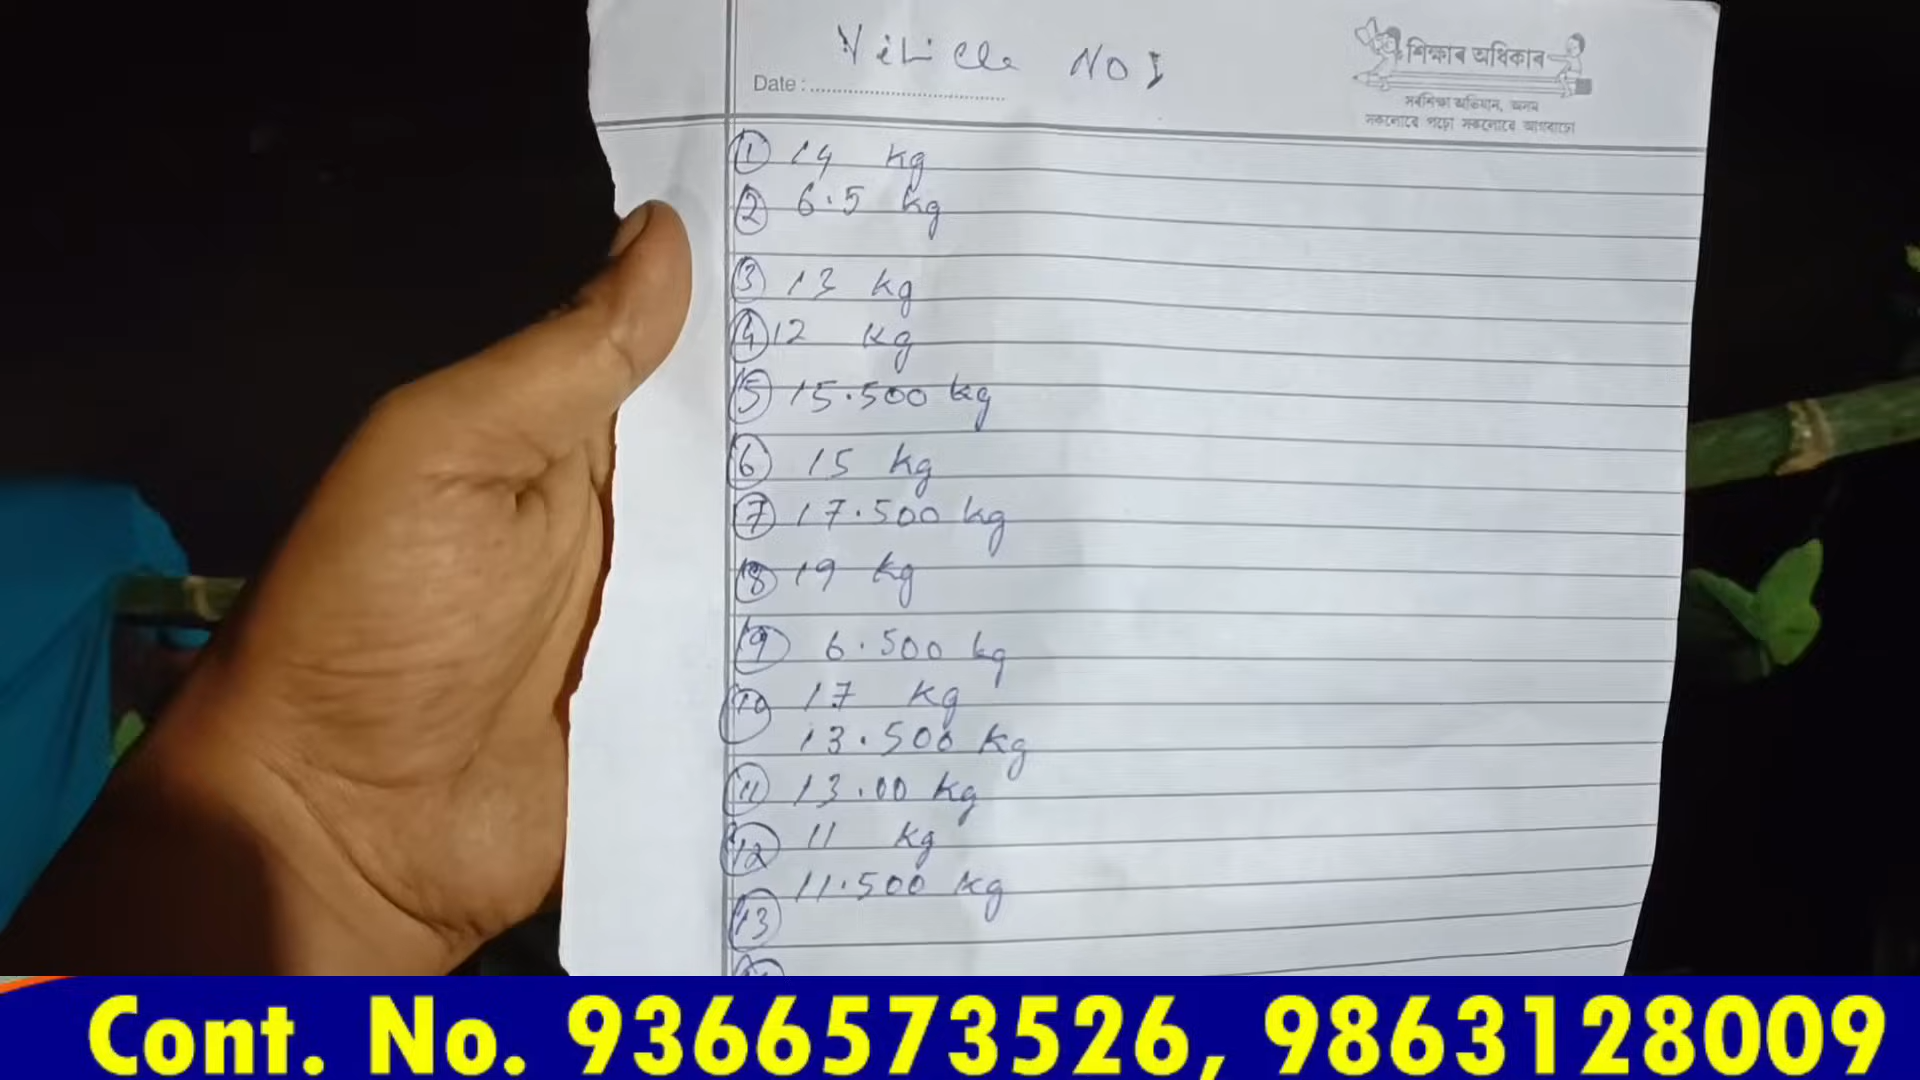 Vihicle NO 1
Date :
শিক্ষাৰ অধিকাৰ
সৰ্বশিক্ষা অভিযান, অসম
সকলোৱে পঢ়ো সকলোৱে আগবাঢ়ো
1 14 kg
2 6.5 kg
3 13 kg
4 12 kg
5 15.500 kg
6 15 kg
7 17.500 kg
8 19 kg
9 6.500 kg
10 17 kg
13.500 kg
11 13.00 kg
12 11 kg
11.500 kg
13
Cont. No. 9366573526, 9863128009